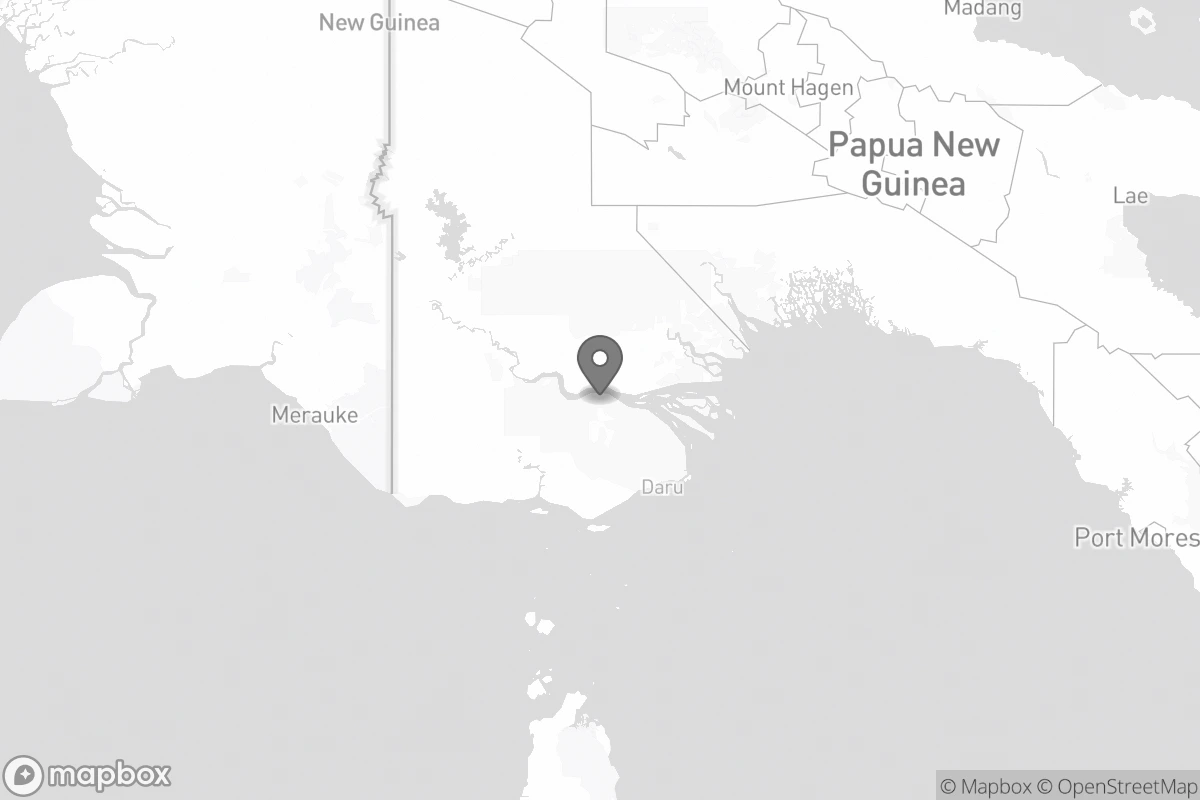 Madang
New Guinea
Mount Hagen
Papua New
Guinea
Lae
Merauke
Daru
Port Mores
mapbox
© Mapbox © OpenStreetMap